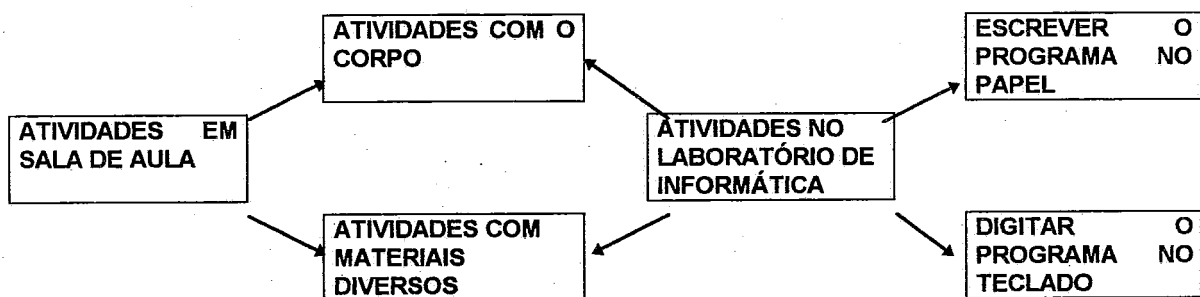 ATIVIDADES COM O
CORPO
ESCREVER O
PROGRAMA NO
PAPEL
ATIVIDADES EM
SALA DE AULA
ATIVIDADES NO
LABORATÓRIO DE
INFORMÁTICA
ATIVIDADES COM
MATERIAIS
DIVERSOS
DIGITAR O
PROGRAMA NO
TECLADO